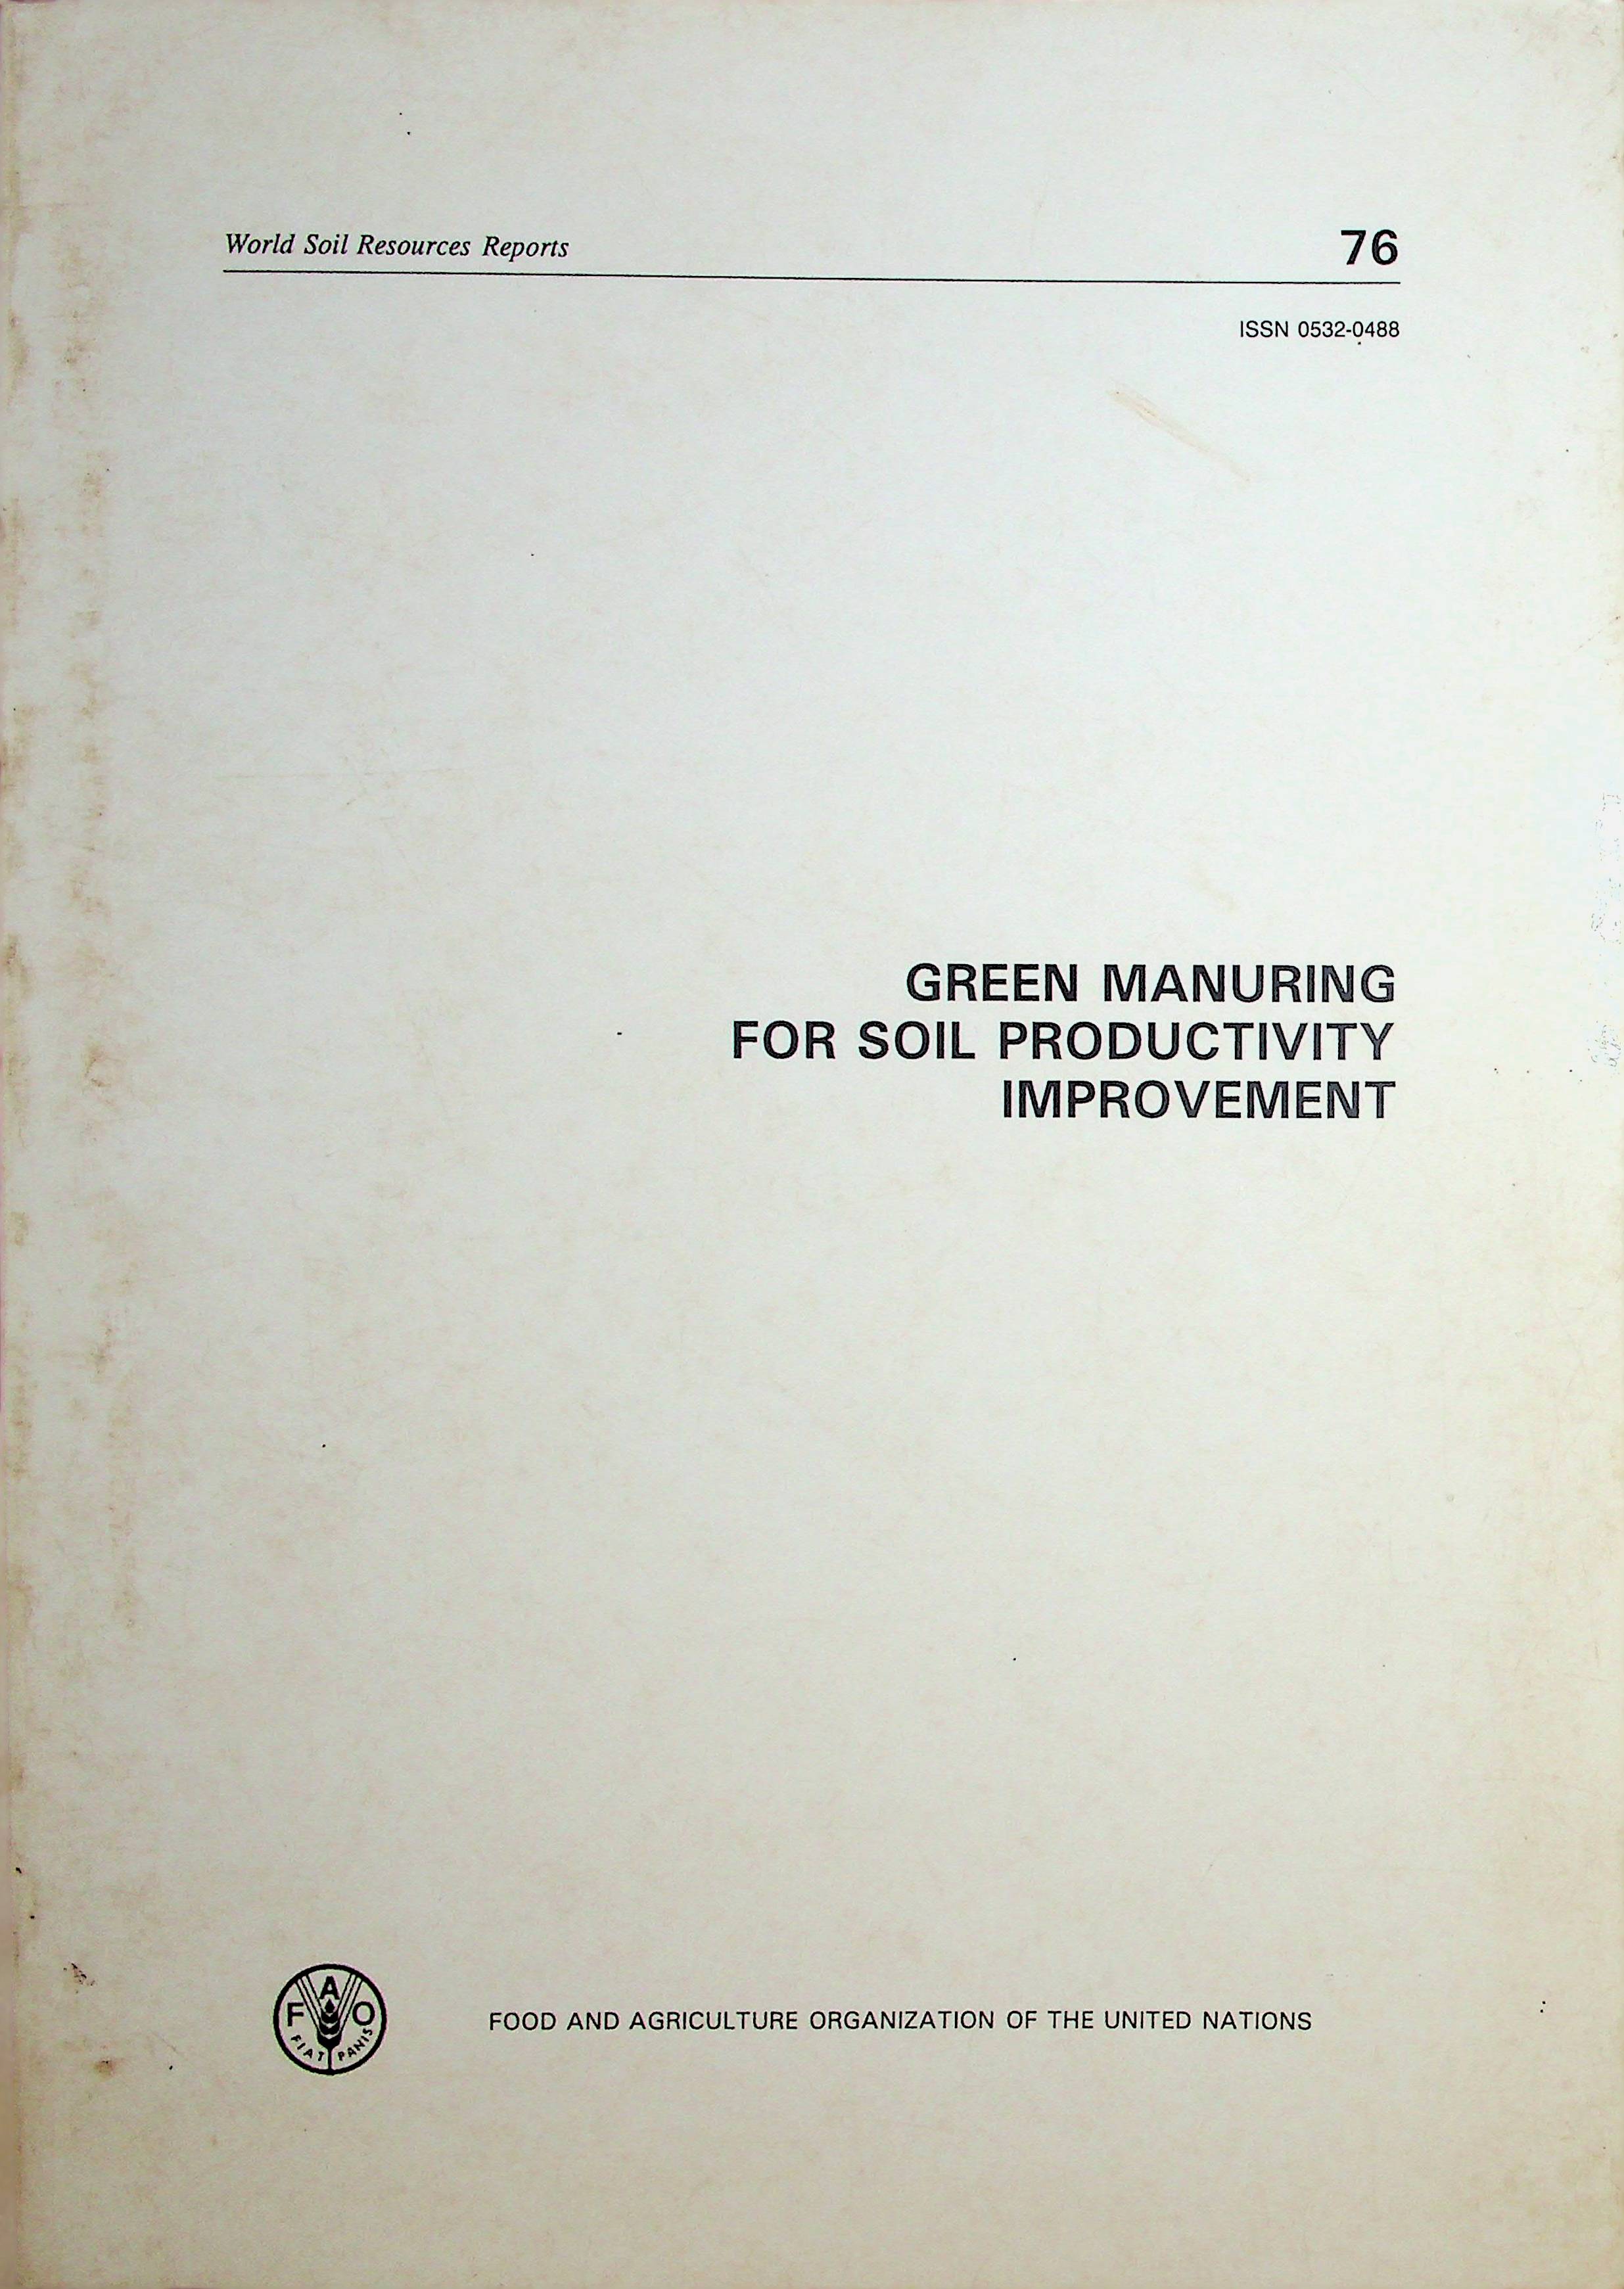 World Soil Resources Reports
76
ISSN 0532-0488
GREEN MANURING
FOR SOIL PRODUCTIVITY
IMPROVEMENT
F A O
FIAT PANIS
FOOD AND AGRICULTURE ORGANIZATION OF THE UNITED NATIONS